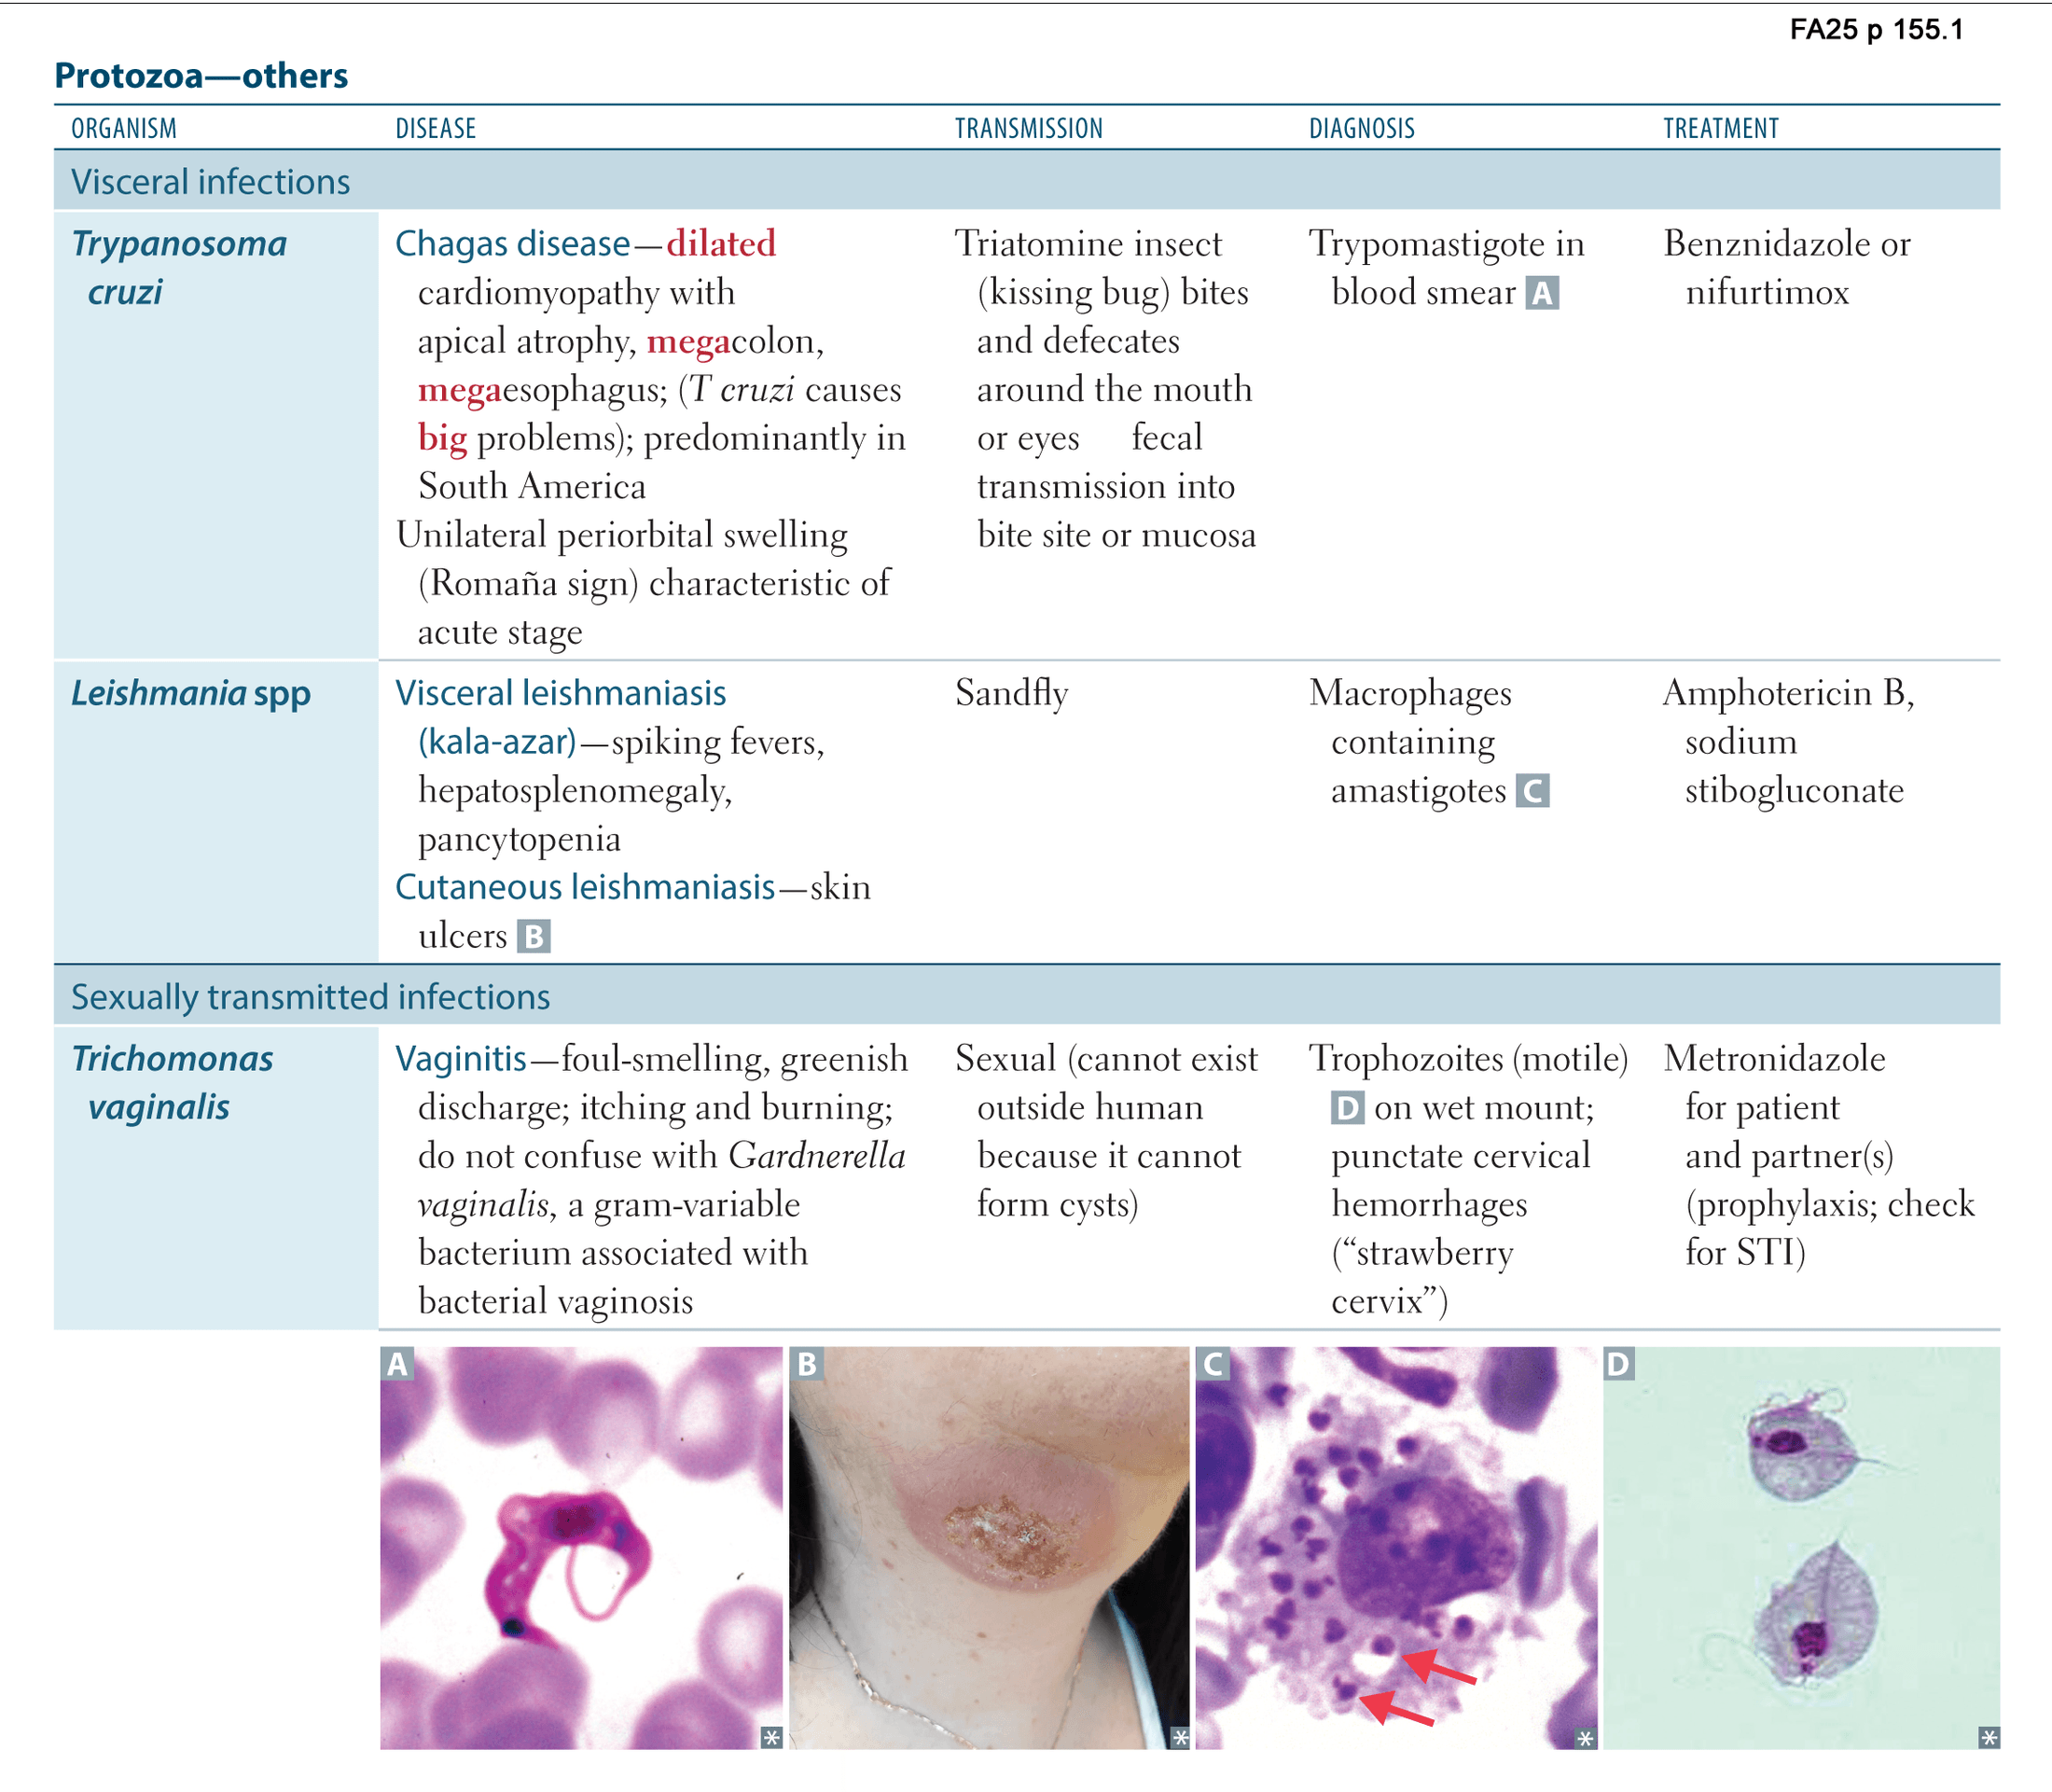 FA25 p 155.1
Protozoa—others
ORGANISM DISEASE TRANSMISSION DIAGNOSIS TREATMENT
Visceral infections
Trypanosoma
cruzi
Chagas disease—dilated
cardiomyopathy with
apical atrophy, megacolon,
megaesophagus; (T cruzi causes
big problems); predominantly in
South America
Unilateral periorbital swelling
(Romaña sign) characteristic of
acute stage
Triatomine insect
(kissing bug) bites
and defecates
around the mouth
or eyes fecal
transmission into
bite site or mucosa
Trypomastigote in
blood smear A
Benznidazole or
nifurtimox
Leishmania spp
Visceral leishmaniasis
(kala-azar)—spiking fevers,
hepatosplenomegaly,
pancytopenia
Cutaneous leishmaniasis—skin
ulcers B
Sandfly
Macrophages
containing
amastigotes C
Amphotericin B,
sodium
stibogluconate
Sexually transmitted infections
Trichomonas
vaginalis
Vaginitis—foul-smelling, greenish
discharge; itching and burning;
do not confuse with Gardnerella
vaginalis, a gram-variable
bacterium associated with
bacterial vaginosis
Sexual (cannot exist
outside human
because it cannot
form cysts)
Trophozoites (motile)
D on wet mount;
punctate cervical
hemorrhages
(“strawberry
cervix”)
Metronidazole
for patient
and partner(s)
(prophylaxis; check
for STI)
A B C D
* * * *